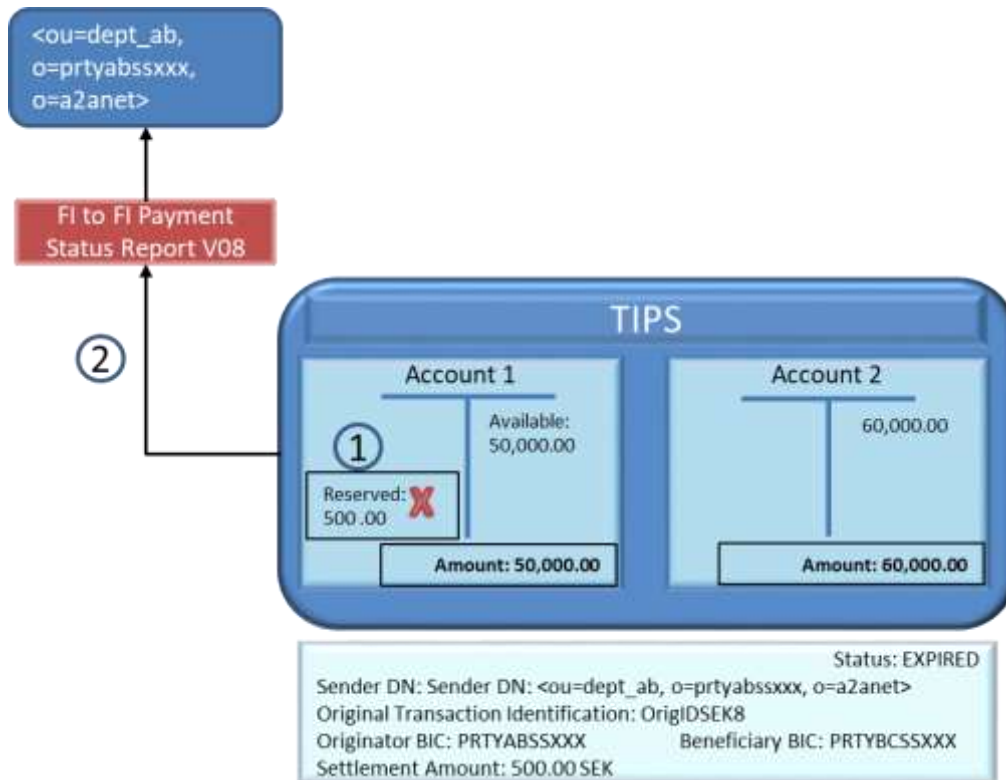 <ou=dept_ab,
o=prtyabssxxx,
o=a2anet>
FI to FI Payment
Status Report V08
2
TIPS
Account 1
Available:
50,000.00
1
Reserved:
500 .00
X
Amount: 50,000.00
Account 2
60,000.00
Amount: 60,000.00
Status: EXPIRED
Sender DN: Sender DN: <ou=dept_ab, o=prtyabssxxx, o=a2anet>
Original Transaction Identification: OrigIDSEK8
Originator BIC: PRTYABSSXXX Beneficiary BIC: PRTYBCSSXXX
Settlement Amount: 500.00 SEK